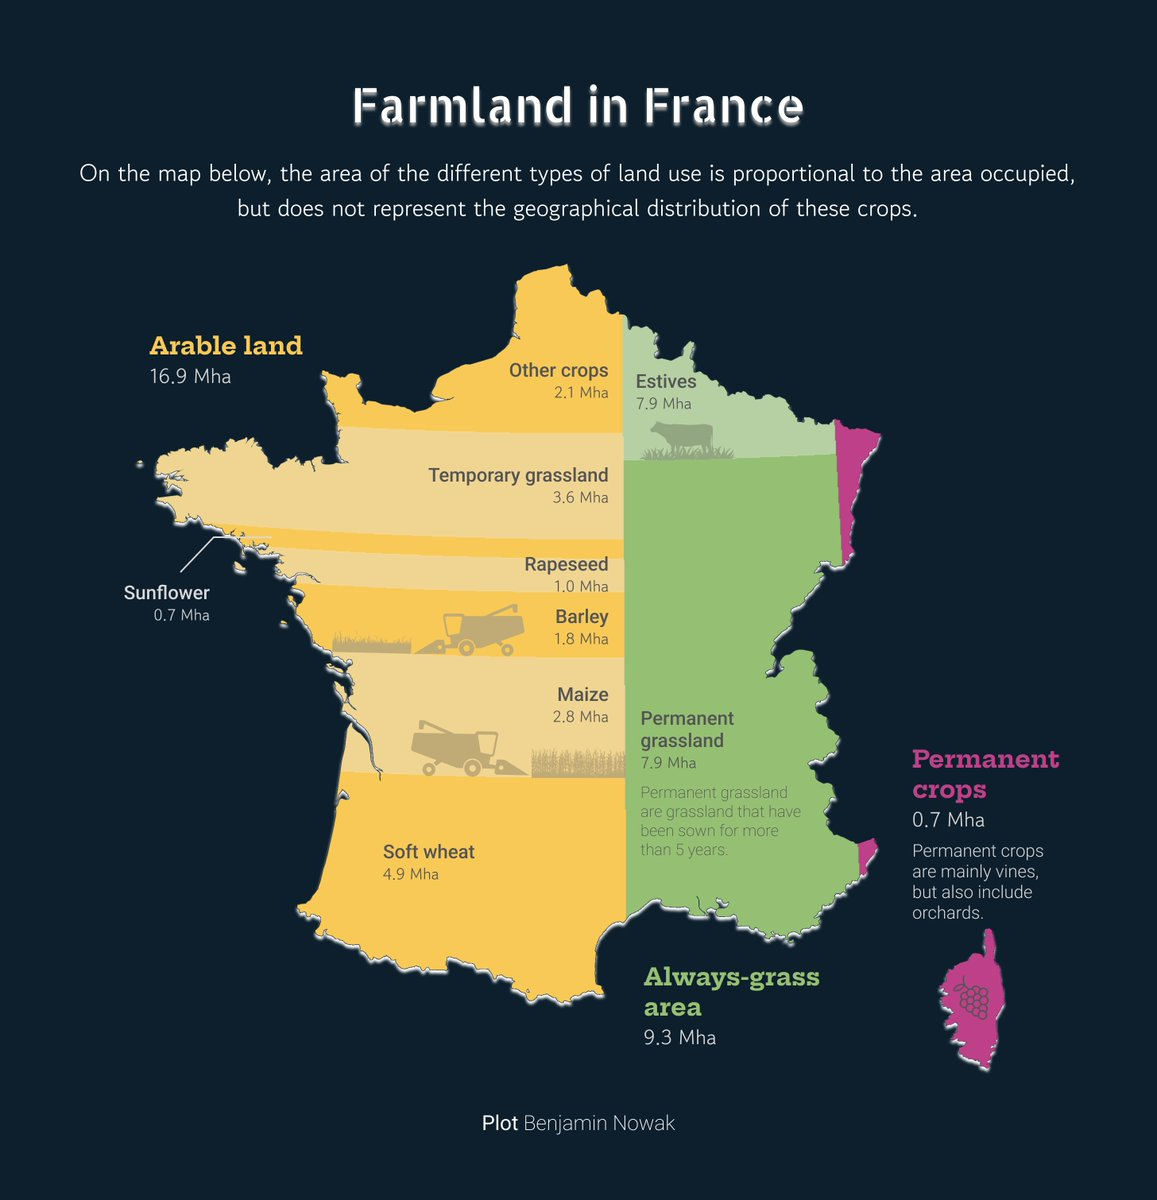 Farmland in France
On the map below, the area of the different types of land use is proportional to the area occupied,
but does not represent the geographical distribution of these crops.
Arable land
16.9 Mha
Other crops
2.1 Mha
Estives
7.9 Mha
Temporary grassland
3.6 Mha
Rapeseed
1.0 Mha
Sunflower
0.7 Mha
Barley
1.8 Mha
Maize
2.8 Mha
Permanent
grassland
7.9 Mha
Permanent grassland
are grassland that have
been sown for more
than 5 years.
Permanent
crops
0.7 Mha
Permanent crops
are mainly vines,
but also include
orchards.
Soft wheat
4.9 Mha
Always-grass
area
9.3 Mha
Plot Benjamin Nowak